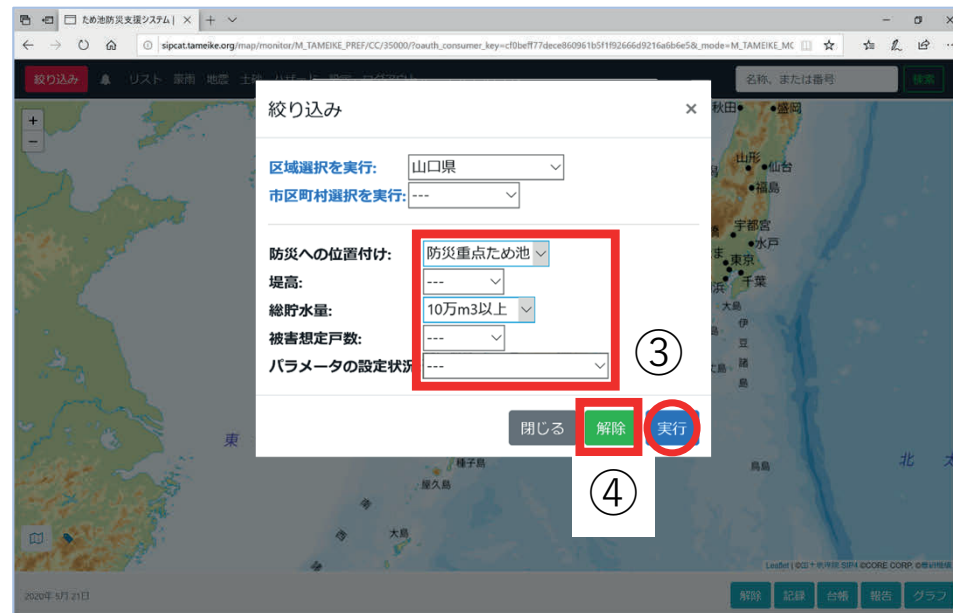 ため池防災支援システム |
sipcat.tameike.org/map/monitor/M_TAMEIKE_PREF/CC/35000/?oauth_consumer_key=cf0beff77dece860961b5f1f92666d9216a6b6e5&_mode=M_TAMEIKE_MC
絞り込み リスト 豪雨 地震
名称、または番号 検索
+
−
絞り込み ×
区域選択を実行: 山口県
市区町村選択を実行: ---
防災への位置付け: 防災重点ため池
堤高: ---
総貯水量: 10万m3以上
被害想定戸数: ---
パラメータの設定状況 ---
③
閉じる 解除 実行
④
秋田 盛岡
山形 仙台
福島
宇都宮
水戸
東京
千葉
大島
伊
豆
諸
島
東
種子島
屋久島
大島
鳥島
北 太
2020年 9月 21日
解除 記録 台帳 報告 グラフ